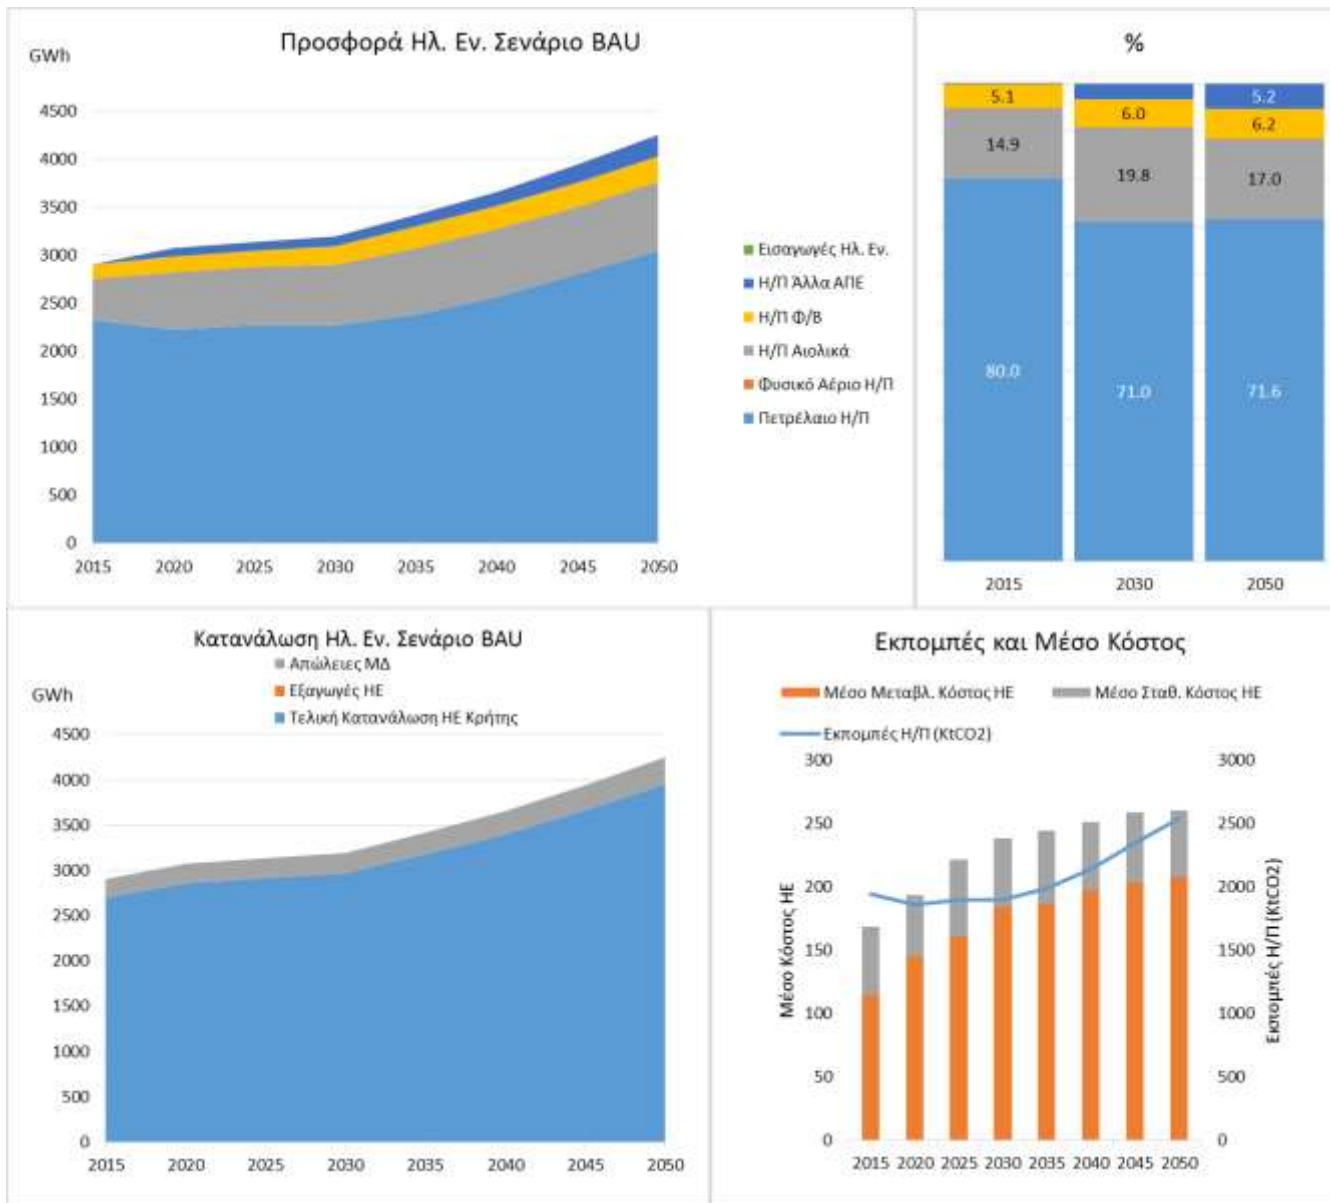 Προσφορά Ηλ. Εν. Σενάριο BAU
GWh
4500
4000
3500
3000
2500
2000
1500
1000
500
0
2015 2020 2025 2030 2035 2040 2045 2050
Εισαγωγές Ηλ. Εν.
Η/Π Άλλα ΑΠΕ
Η/Π Φ/Β
Η/Π Αιολικά
Φυσικό Αέριο Η/Π
Πετρέλαιο Η/Π
%
5.1 6.0 5.2
6.2
14.9 19.8 17.0
80.0 71.0 71.6
2015 2030 2050
Κατανάλωση Ηλ. Εν. Σενάριο BAU
Απώλειες ΜΔ
Εξαγωγές ΗΕ
Τελική Κατανάλωση ΗΕ Κρήτης
GWh
4500
4000
3500
3000
2500
2000
1500
1000
500
0
2015 2020 2025 2030 2035 2040 2045 2050
Εκπομπές και Μέσο Κόστος
Μέσο Μεταβλ. Κόστος ΗΕ Μέσο Σταθ. Κόστος ΗΕ
Εκπομπές Η/Π (KtCO2)
Μέσο Κόστος ΗΕ
300
250
200
150
100
50
0
3000
2500
2000
1500
1000
500
0
Εκπομπές Η/Π (KtCO2)
2015 2020 2025 2030 2035 2040 2045 2050